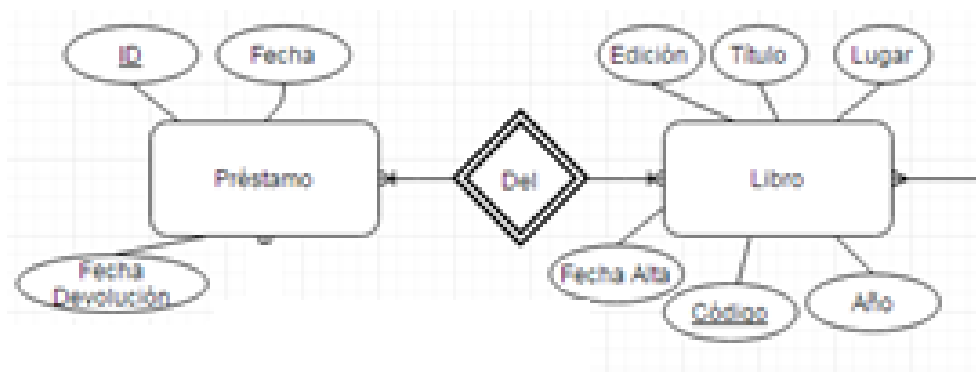 ID
Fecha
Edición
Título
Lugar
Préstamo
Del
Libro
Fecha
Devolución
Fecha Alta
Código
Año